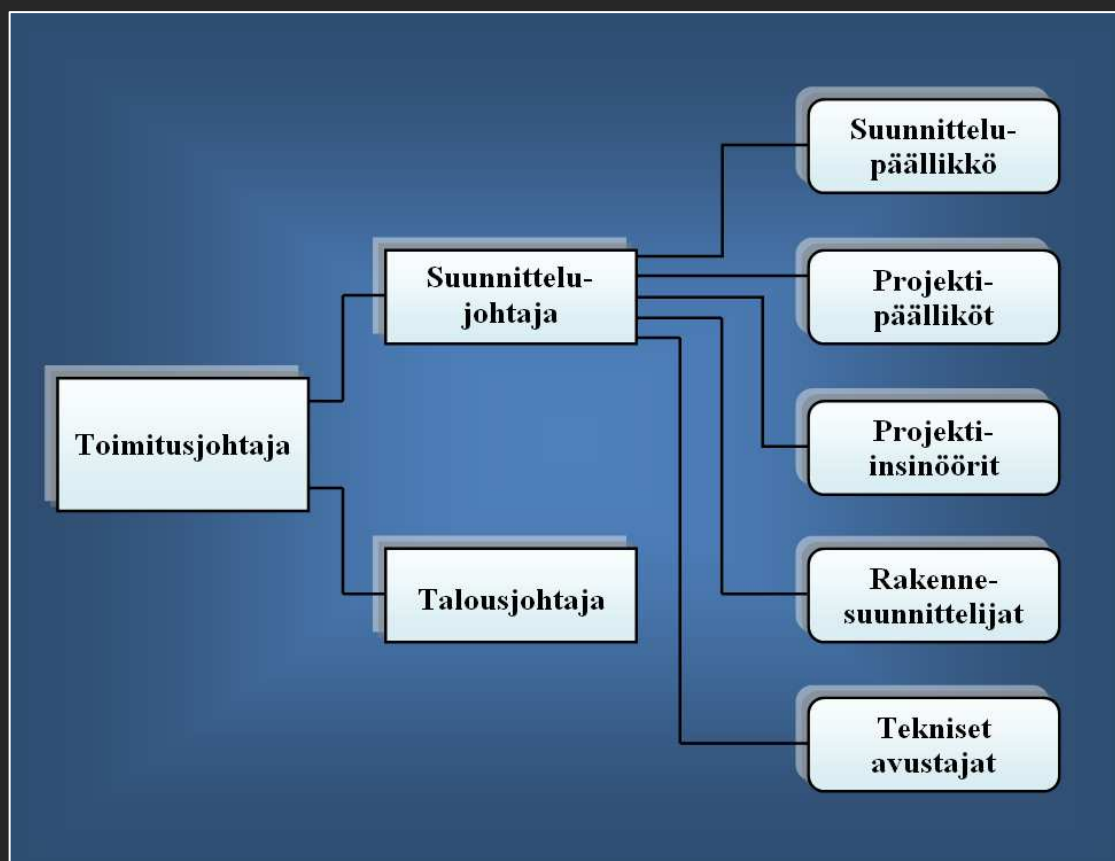 Toimitusjohtaja
Suunnittelu-
johtaja
Talousjohtaja
Suunnittelu-
päällikkö
Projekti-
päälliköt
Projekti-
insinöörit
Rakenne-
suunnittelijat
Tekniset
avustajat